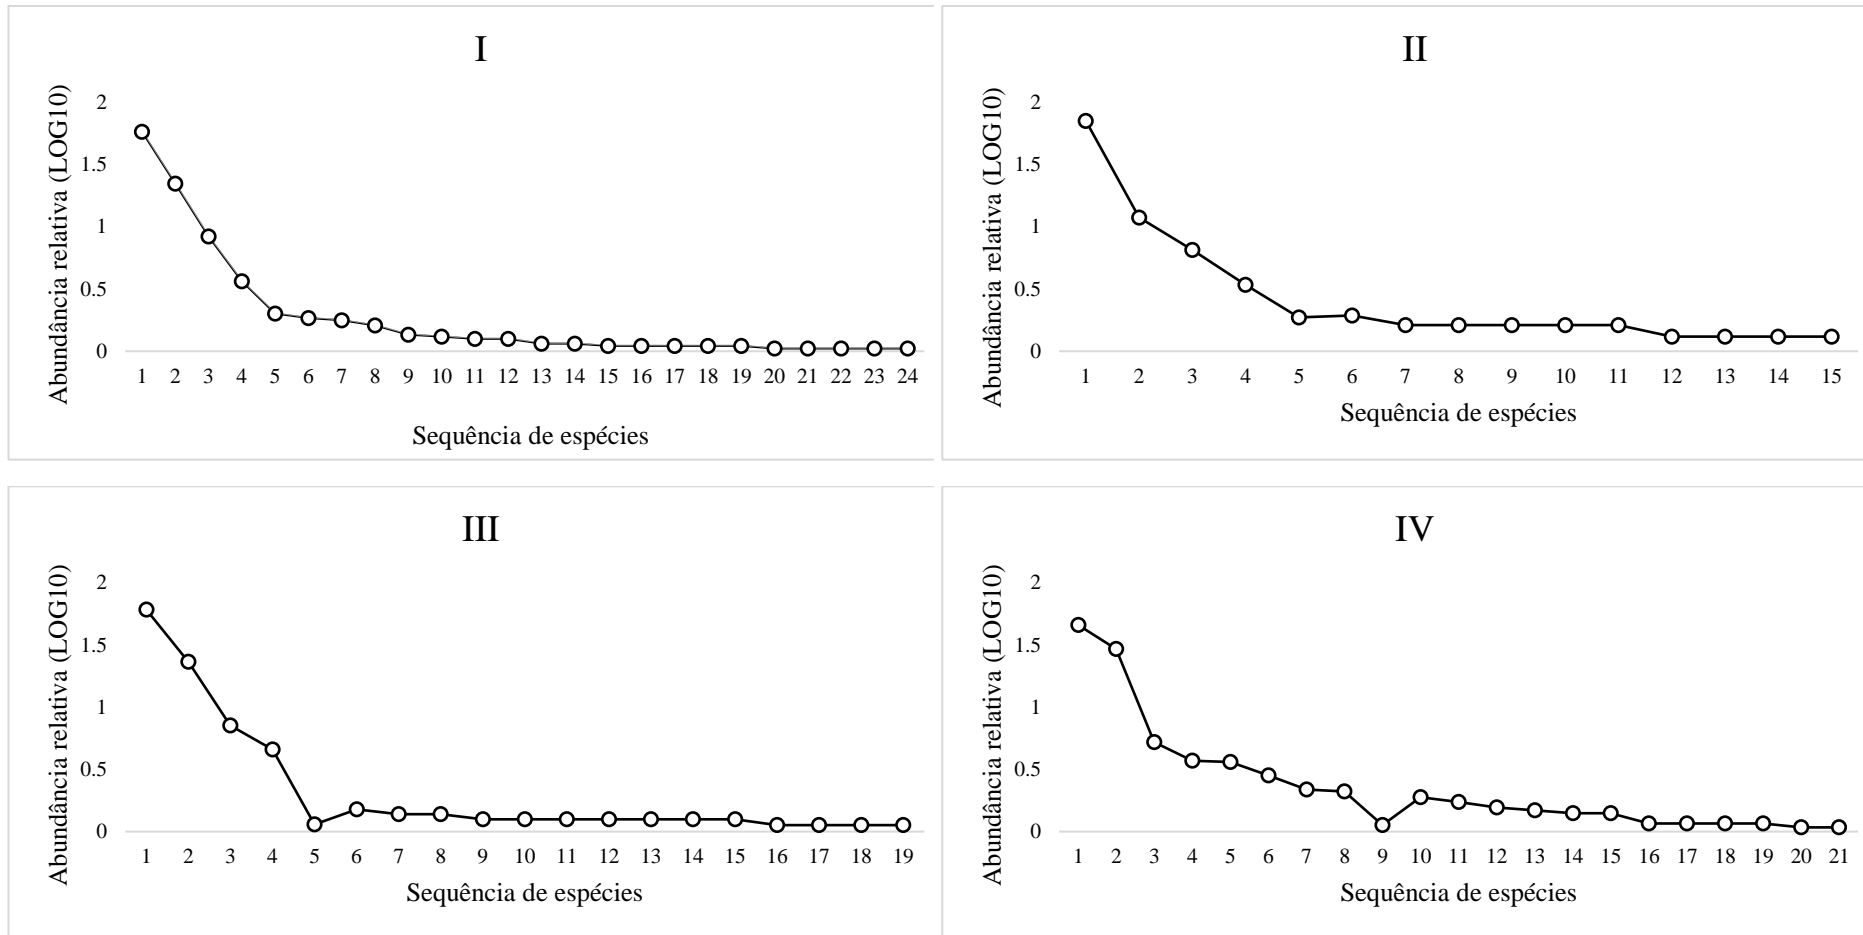 I
Abundância relativa (LOG10)
2
1.5
1
0.5
0
1 2 3 4 5 6 7 8 9 10 11 12 13 14 15 16 17 18 19 20 21 22 23 24
Sequência de espécies
II
Abundância relativa (LOG10)
2
1.5
1
0.5
0
1 2 3 4 5 6 7 8 9 10 11 12 13 14 15
Sequência de espécies
III
Abundância relativa (LOG10)
2
1.5
1
0.5
0
1 2 3 4 5 6 7 8 9 10 11 12 13 14 15 16 17 18 19
Sequência de espécies
IV
Abundância relativa (LOG10)
2
1.5
1
0.5
0
1 2 3 4 5 6 7 8 9 10 11 12 13 14 15 16 17 18 19 20 21
Sequência de espécies